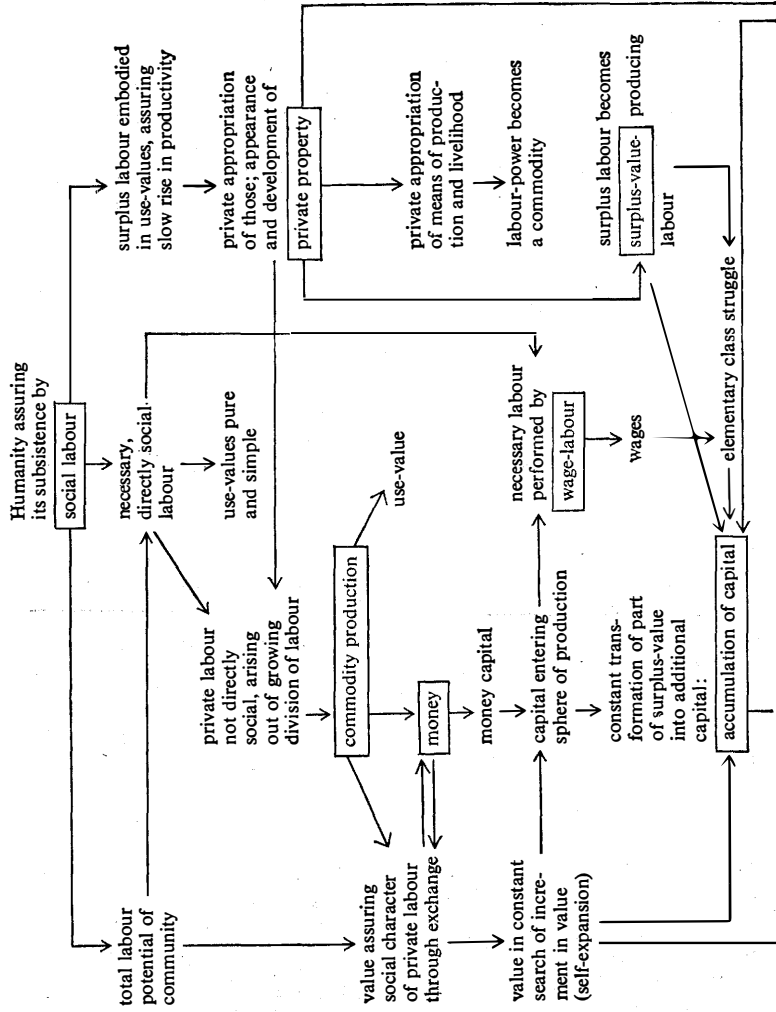 Humanity assuring
its subsistence by
social labour
total labour
potential of
community
necessary,
directly social
labour
surplus labour embodied
in use-values, assuring
slow rise in productivity
use-values pure
and simple
private labour
not directly
social, arising
out of growing
division of labour
private appropriation
of those; appearance
and development of
private property
commodity production
use-value
value assuring
social character
of private labour
through exchange
money
private appropriation
of means of produc-
tion and livelihood
money capital
labour-power becomes
a commodity
value in constant
search of incre-
ment in value
(self-expansion)
capital entering
sphere of production
necessary labour
performed by
wage-labour
wages
surplus labour becomes
surplus-value- producing
labour
constant trans-
formation of part
of surplus-value
into additional
capital:
accumulation of capital
elementary class struggle